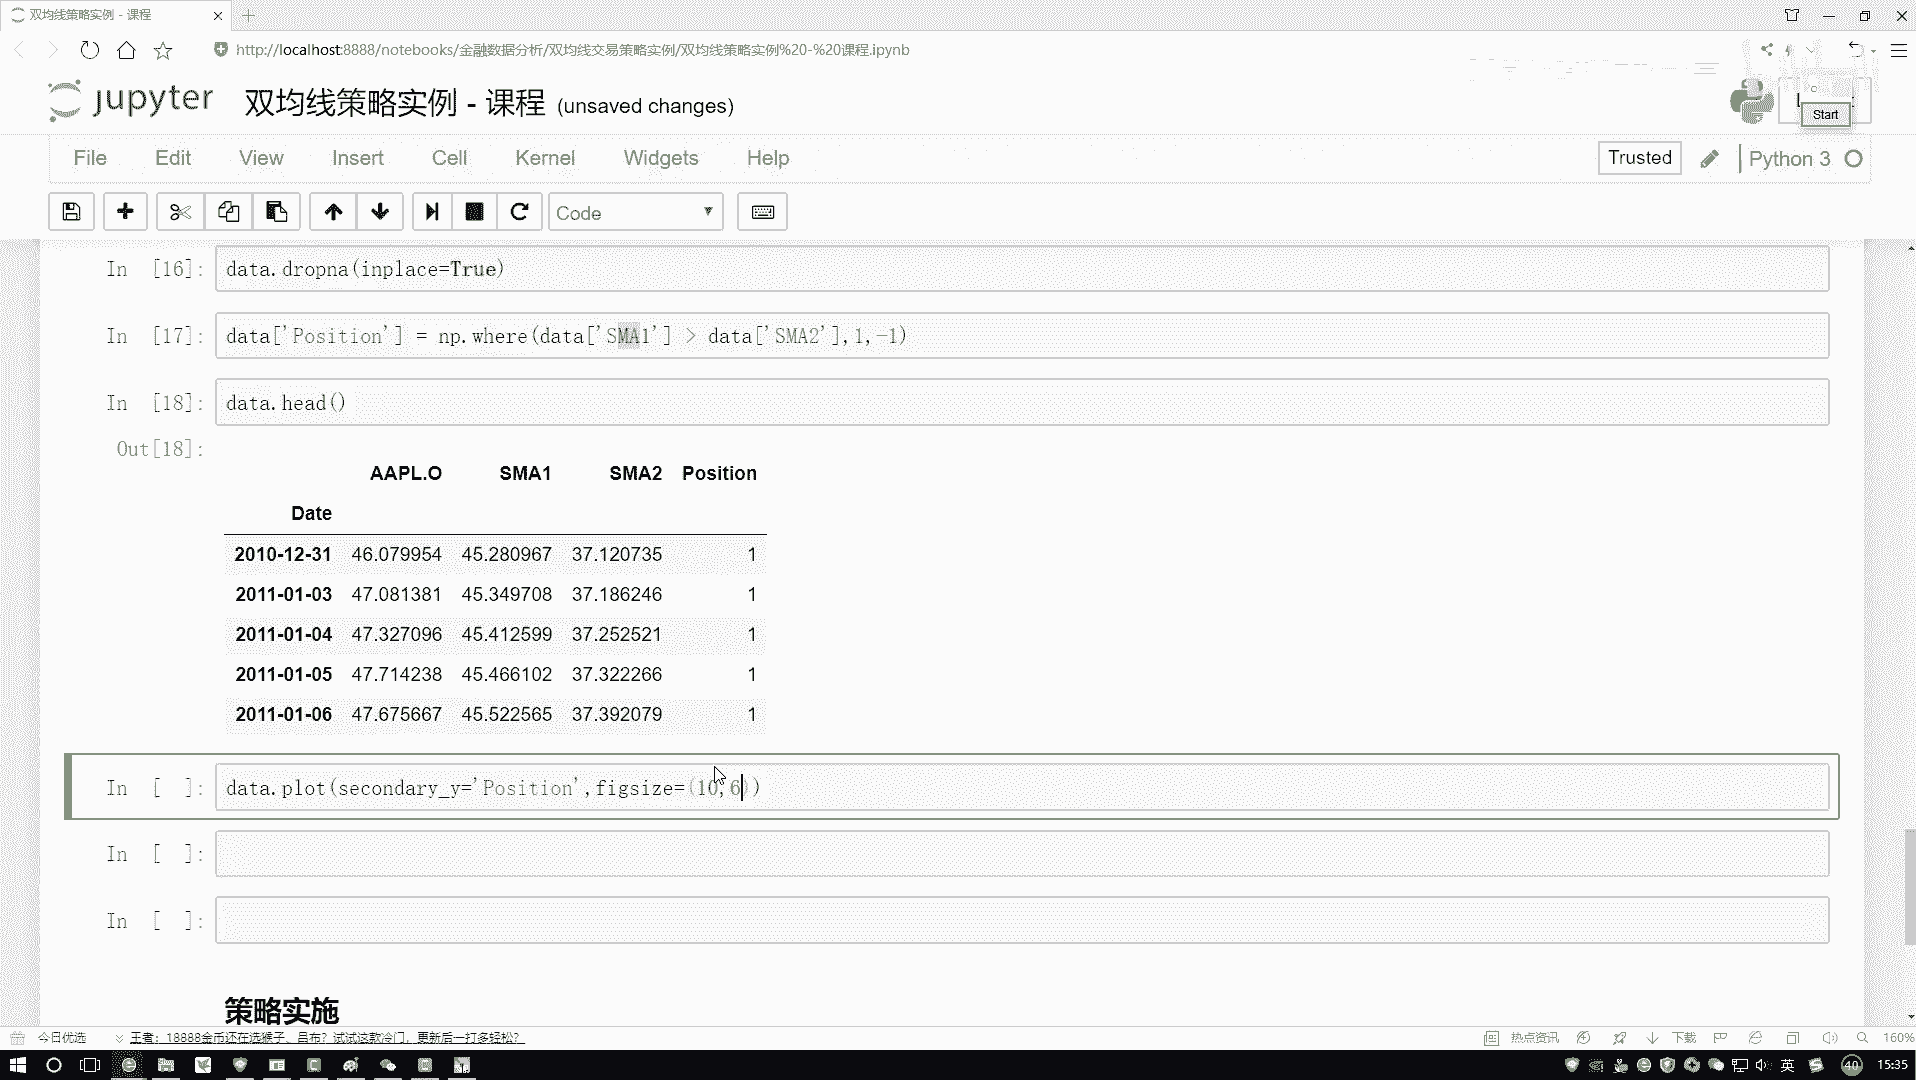 双均线策略实例 - 课程
http://localhost:8888/notebooks/金融数据分析/双均线交易策略实例/双均线策略实例%20-%20课程.ipynb
jupyter 双均线策略实例 - 课程 (unsaved changes)
Start
File Edit View Insert Cell Kernel Widgets Help
Trusted Python 3
Code
In [16]: data.dropna(inplace=True)
In [17]: data['Position'] = np.where(data['SMA1'] > data['SMA2'],1,-1)
In [18]: data.head()
Out[18]:
AAPL.O SMA1 SMA2 Position
Date
2010-12-31 46.079954 45.280967 37.120735 1
2011-01-03 47.081381 45.349708 37.186246 1
2011-01-04 47.327096 45.412599 37.252521 1
2011-01-05 47.714238 45.466102 37.322266 1
2011-01-06 47.675667 45.522565 37.392079 1
In [ ]: data.plot(secondary_y='Position',figsize=(10,6))
In [ ]:
In [ ]:
策略实施
今日优选 王者：18888金币还在选猴子、吕布？试试这款冷门，更新后一打多轻松？ 热点资讯 下载 160%
英 40 15:35